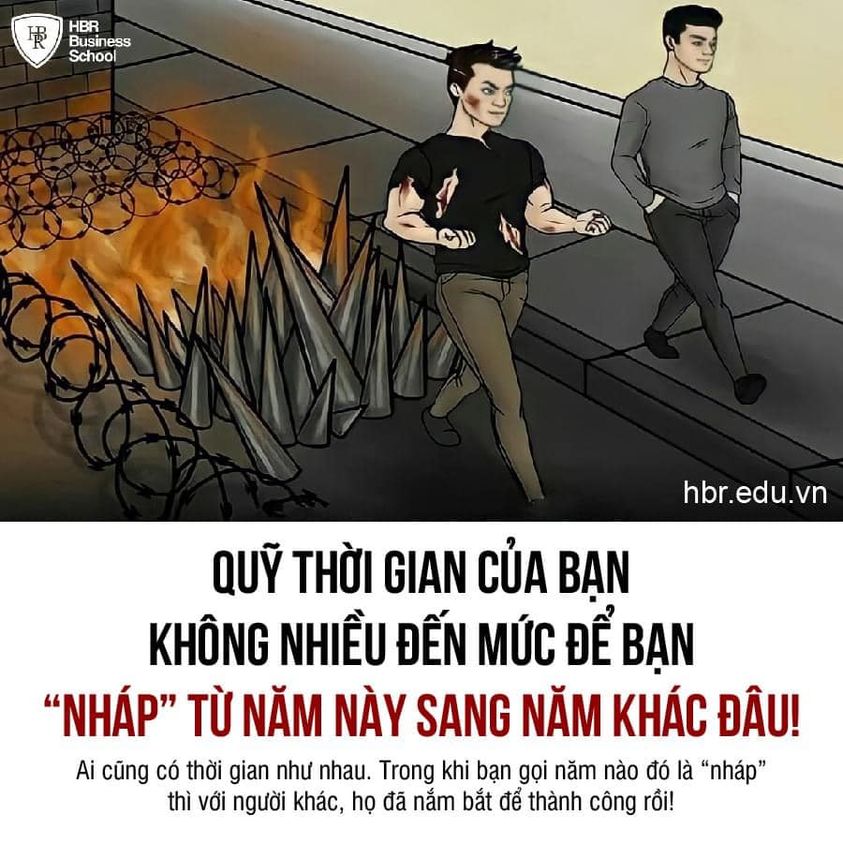 HBR
HBR
Business
School
hbr.edu.vn
QUỸ THỜI GIAN CỦA BẠN
KHÔNG NHIỀU ĐẾN MỨC ĐỂ BẠN
“NHÁP” TỪ NĂM NÀY SANG NĂM KHÁC ĐÂU!
Ai cũng có thời gian như nhau. Trong khi bạn gọi năm nào đó là “nháp”
thì với người khác, họ đã nắm bắt để thành công rồi!